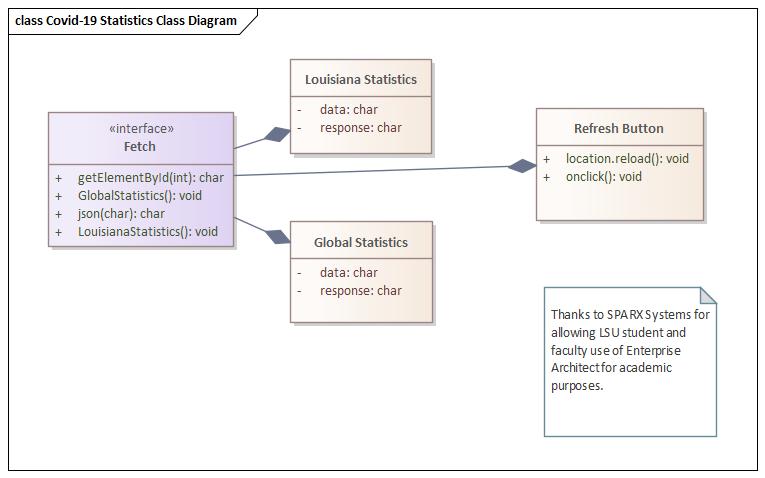 class Covid-19 Statistics Class Diagram
Louisiana Statistics
- data: char
- response: char
«interface»
Fetch
+ getElementById(int): char
+ GlobalStatistics(): void
+ json(char): char
+ LouisianaStatistics(): void
Refresh Button
+ location.reload(): void
+ onclick(): void
Global Statistics
- data: char
- response: char
Thanks to SPARX Systems for
allowing LSU student and
faculty use of Enterprise
Architect for academic
purposes.